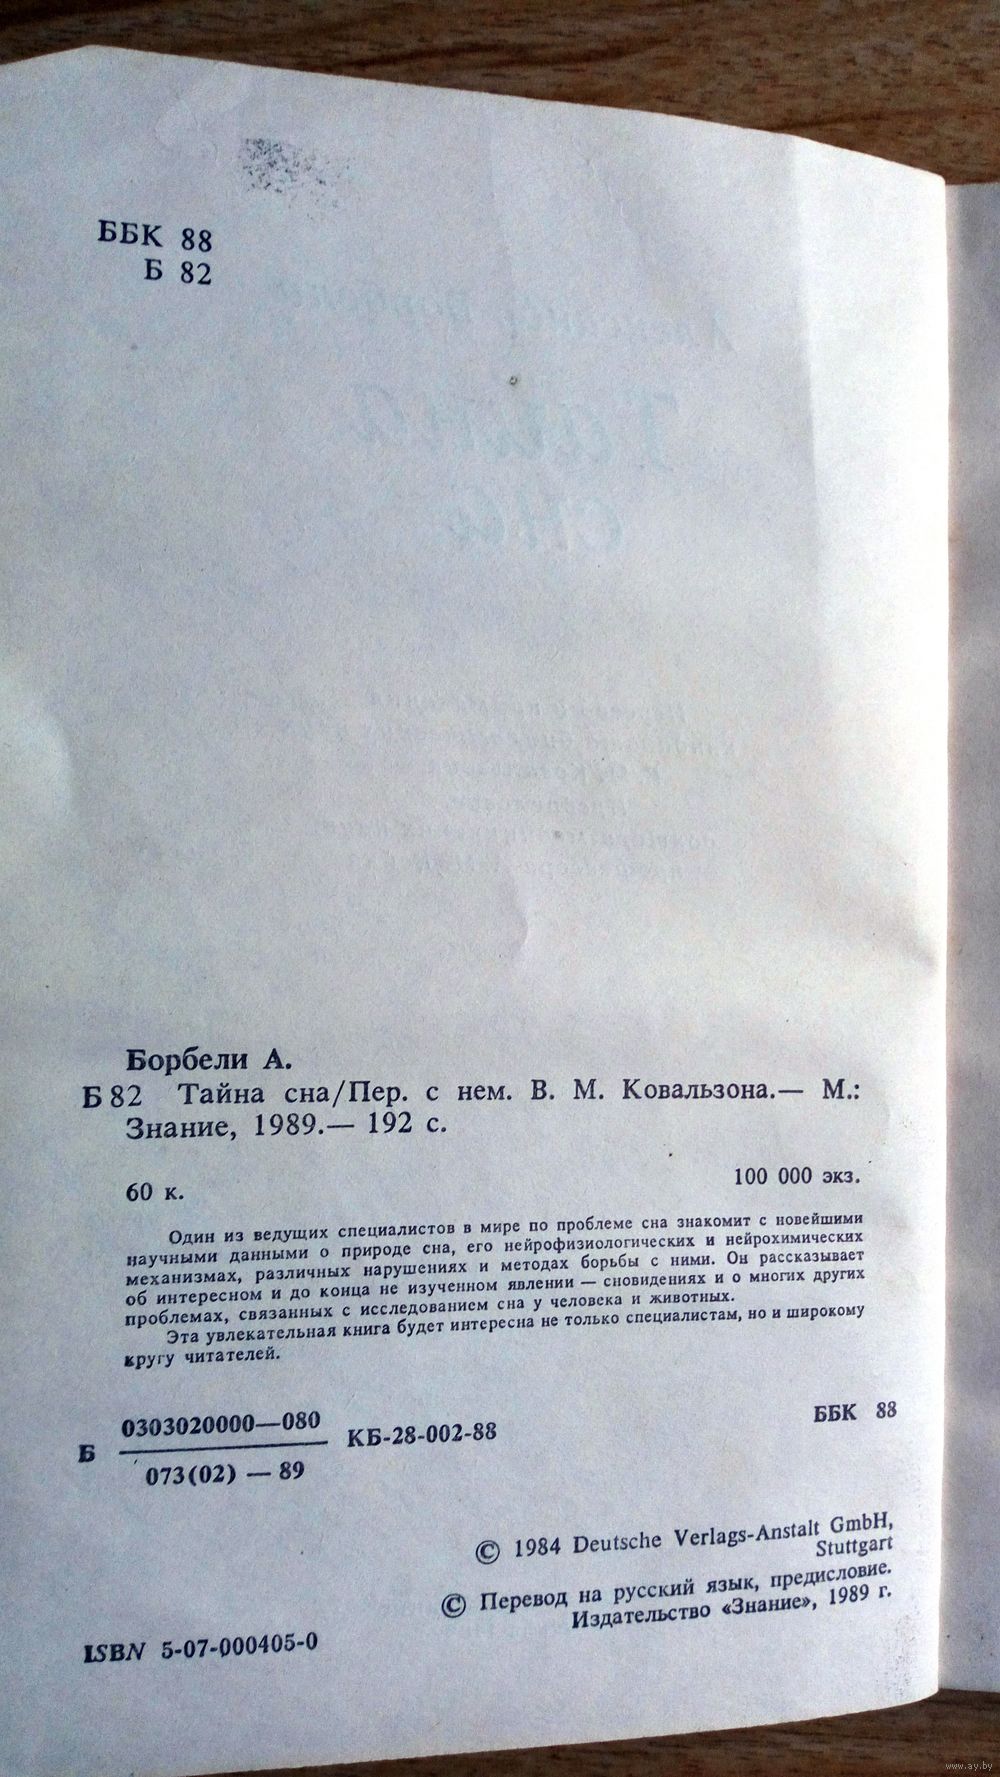 ББК 88
Б 82
Борбели А.
Б 82 Тайна сна/Пер. с нем. В. М. Ковальзона.— М.:
Знание, 1989.— 192 с.
60 к.
100 000 экз.
Один из ведущих специалистов в мире по проблеме сна знакомит с новейшими
научными данными о природе сна, его нейрофизиологических и нейрохимических
механизмах, различных нарушениях и методах борьбы с ними. Он рассказывает
об интересном и до конца не изученном явлении — сновидениях и о многих других
проблемах, связанных с исследованием сна у человека и животных.
Эта увлекательная книга будет интересна не только специалистам, но и широкому
кругу читателей.
0303020000—080
Б
КБ-28-002-88
073(02) — 89
ББК 88
© 1984 Deutsche Verlags-Anstalt GmbH,
Stuttgart
© Перевод на русский язык, предисловие.
Издательство «Знание», 1989 г.
ISBN 5-07-000405-0
www.ay.by